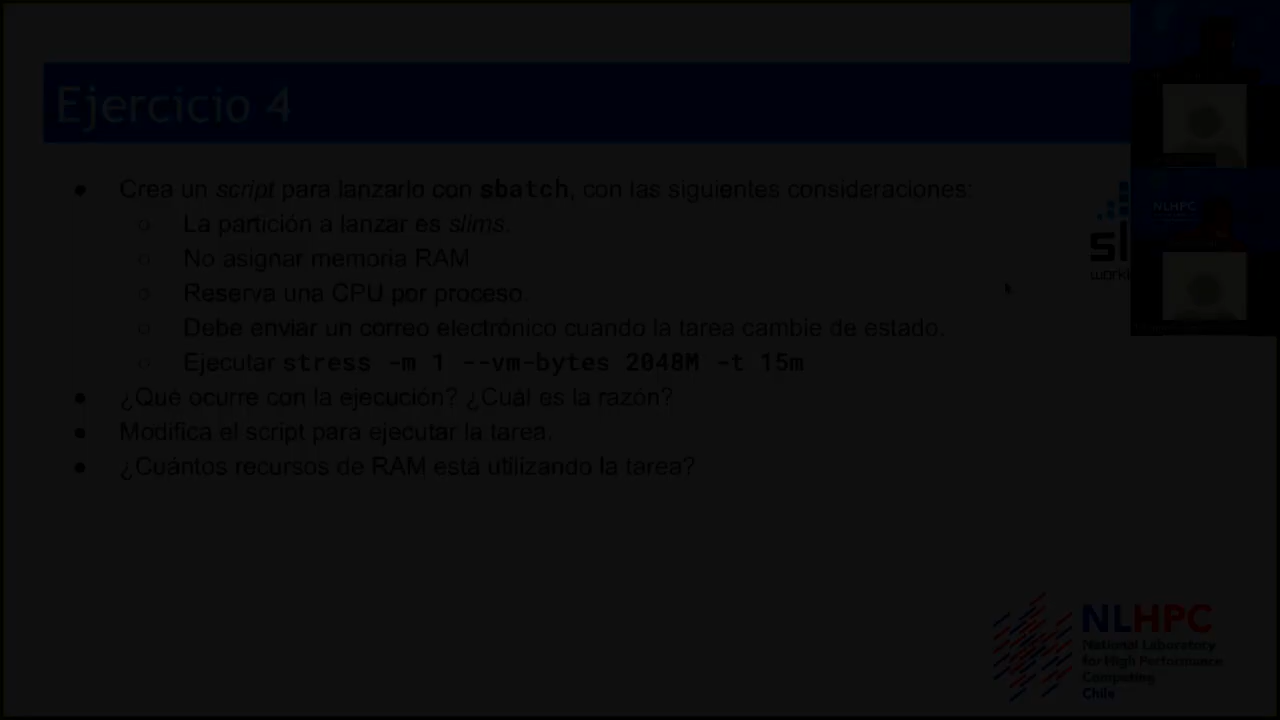 Ejercicio 4
● Crea un script para lanzarlo con sbatch, con las siguientes consideraciones:
○ La partición a lanzar es slims.
○ No asignar memoria RAM
○ Reserva una CPU por proceso.
○ Debe enviar un correo electrónico cuando la tarea cambie de estado.
○ Ejecutar stress -m 1 --vm-bytes 2048M -t 15m
● ¿Qué ocurre con la ejecución? ¿Cuál es la razón?
● Modifica el script para ejecutar la tarea.
● ¿Cuántos recursos de RAM está utilizando la tarea?
NLHPC
sl
work
NLHPC
National Laboratory
for High Performance
Computing
Chile